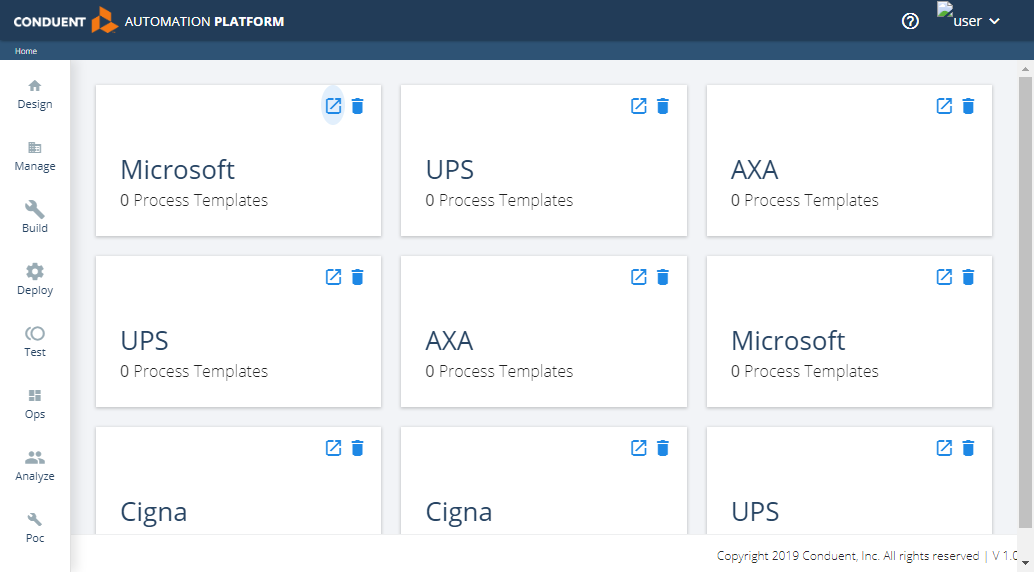 CONDUENT AUTOMATION PLATFORM
user
Home
Design
Manage
Build
Deploy
Test
Ops
Analyze
Poc
Microsoft
0 Process Templates
UPS
0 Process Templates
AXA
0 Process Templates
UPS
0 Process Templates
AXA
0 Process Templates
Microsoft
0 Process Templates
Cigna
Cigna
UPS
Copyright 2019 Conduent, Inc. All rights reserved | V 1.0